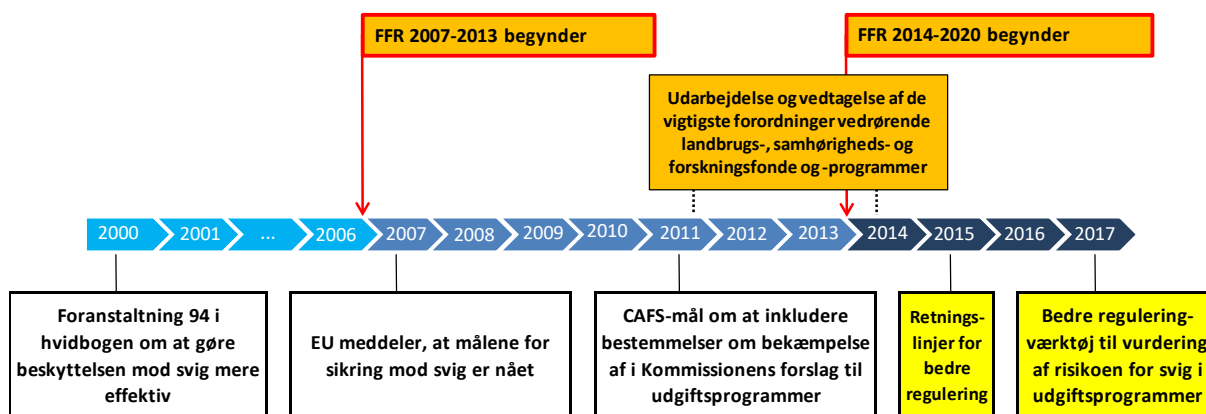 FFR 2007-2013 begynder
FFR 2014-2020 begynder
Udarbejdelse og vedtagelse af de
vigtigste forordninger vedrørende
landbrugs-, samhørigheds- og
forskningsfonde og -programmer
2000 2001 ... 2006 2007 2008 2009 2010 2011 2012 2013 2014 2015 2016 2017
Foranstaltning 94 i
hvidbogen om at gøre
beskyttelsen mod svig mere
effektiv
EU meddeler, at målene for
sikring mod svig er nået
CAFS-mål om at inkludere
bestemmelser om bekæmpelse
af i Kommissionens forslag til
udgiftsprogrammer
Retnings-
linjer for
bedre
regulering
Bedre regulering-
værktøj til vurdering
af risikoen for svig i
udgiftsprogrammer